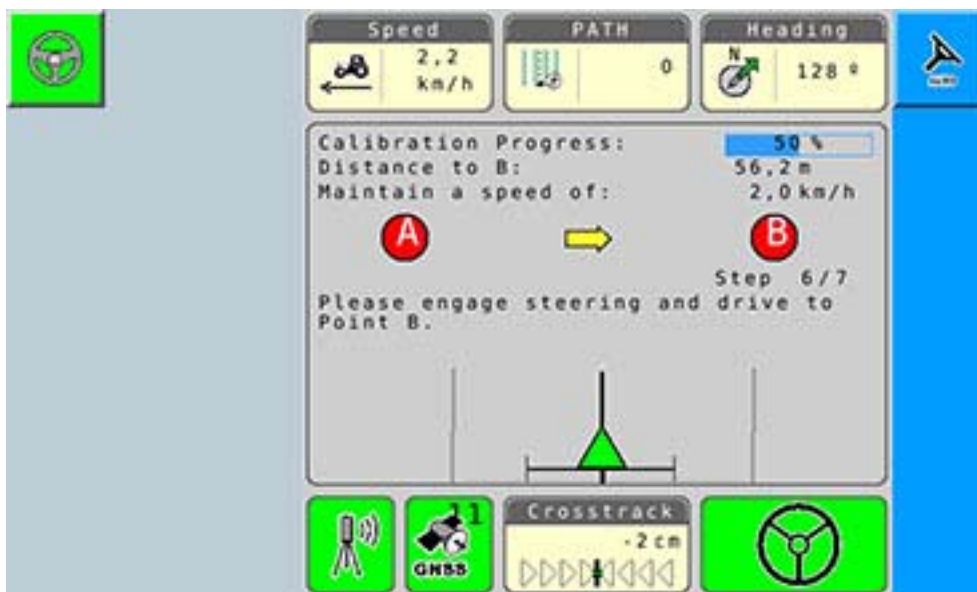 Speed
PATH
Heading
2,2
km/h
0
N
128 º
Calibration Progress: 50 %
Distance to B: 56,2 m
Maintain a speed of: 2,0 km/h
A
B
Step 6/7
Please engage steering and drive to
Point B.
11
GNSS
Crosstrack
-2 cm